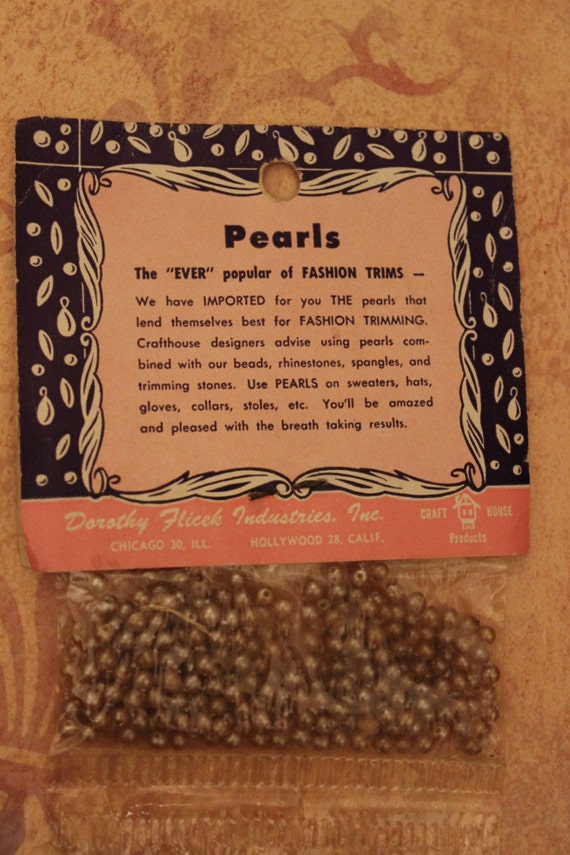 Pearls
The "EVER" popular of FASHION TRIMS —
We have IMPORTED for you THE pearls that
lend themselves best for FASHION TRIMMING.
Crafthouse designers advise using pearls com-
bined with our beads, rhinestones, spangles, and
trimming stones. Use PEARLS on sweaters, hats,
gloves, collars, stoles, etc. You'll be amazed
and pleased with the breath taking results.
Dorothy Flicek Industries, Inc.
CHICAGO 30, ILL. HOLLYWOOD 28, CALIF.
CRAFT HOUSE
Products